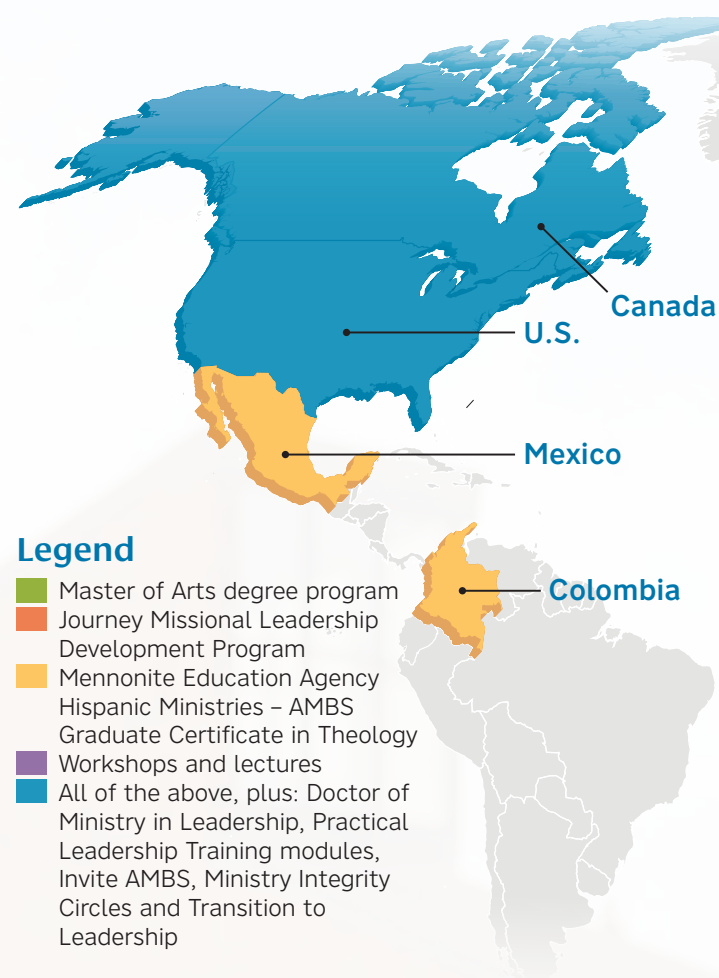 Canada
U.S.
Mexico
Colombia
Legend
Master of Arts degree program
Journey Missional Leadership
Development Program
Mennonite Education Agency
Hispanic Ministries – AMBS
Graduate Certificate in Theology
Workshops and lectures
All of the above, plus: Doctor of
Ministry in Leadership, Practical
Leadership Training modules,
Invite AMBS, Ministry Integrity
Circles and Transition to
Leadership